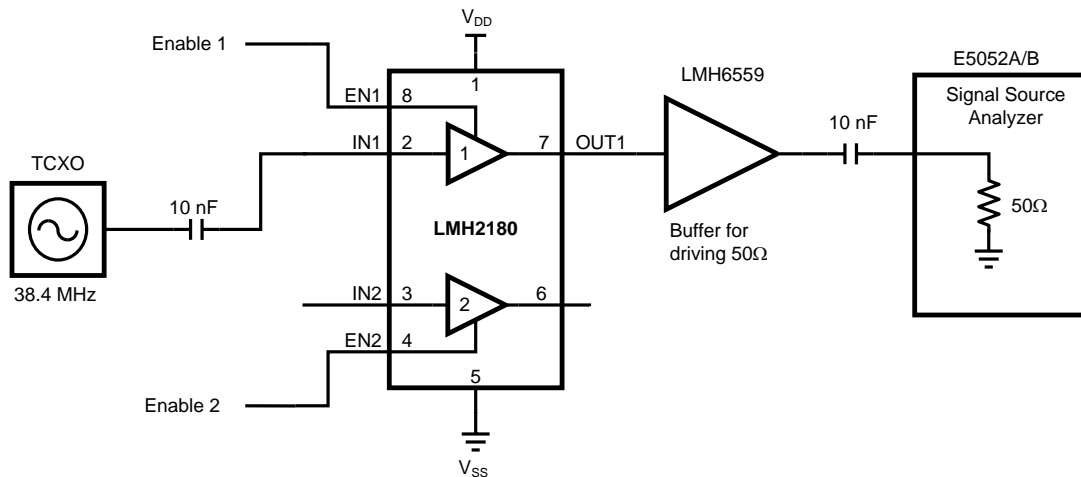 V_DD
Enable 1
E5052A/B
LMH6559
1
EN1 8
Signal Source
Analyzer
10 nF
IN1 2
1
7 OUT1
TCXO
10 nF
50Ω
LMH2180
Buffer for
driving 50Ω
38.4 MHz
IN2 3
2
6
EN2 4
5
Enable 2
V_SS